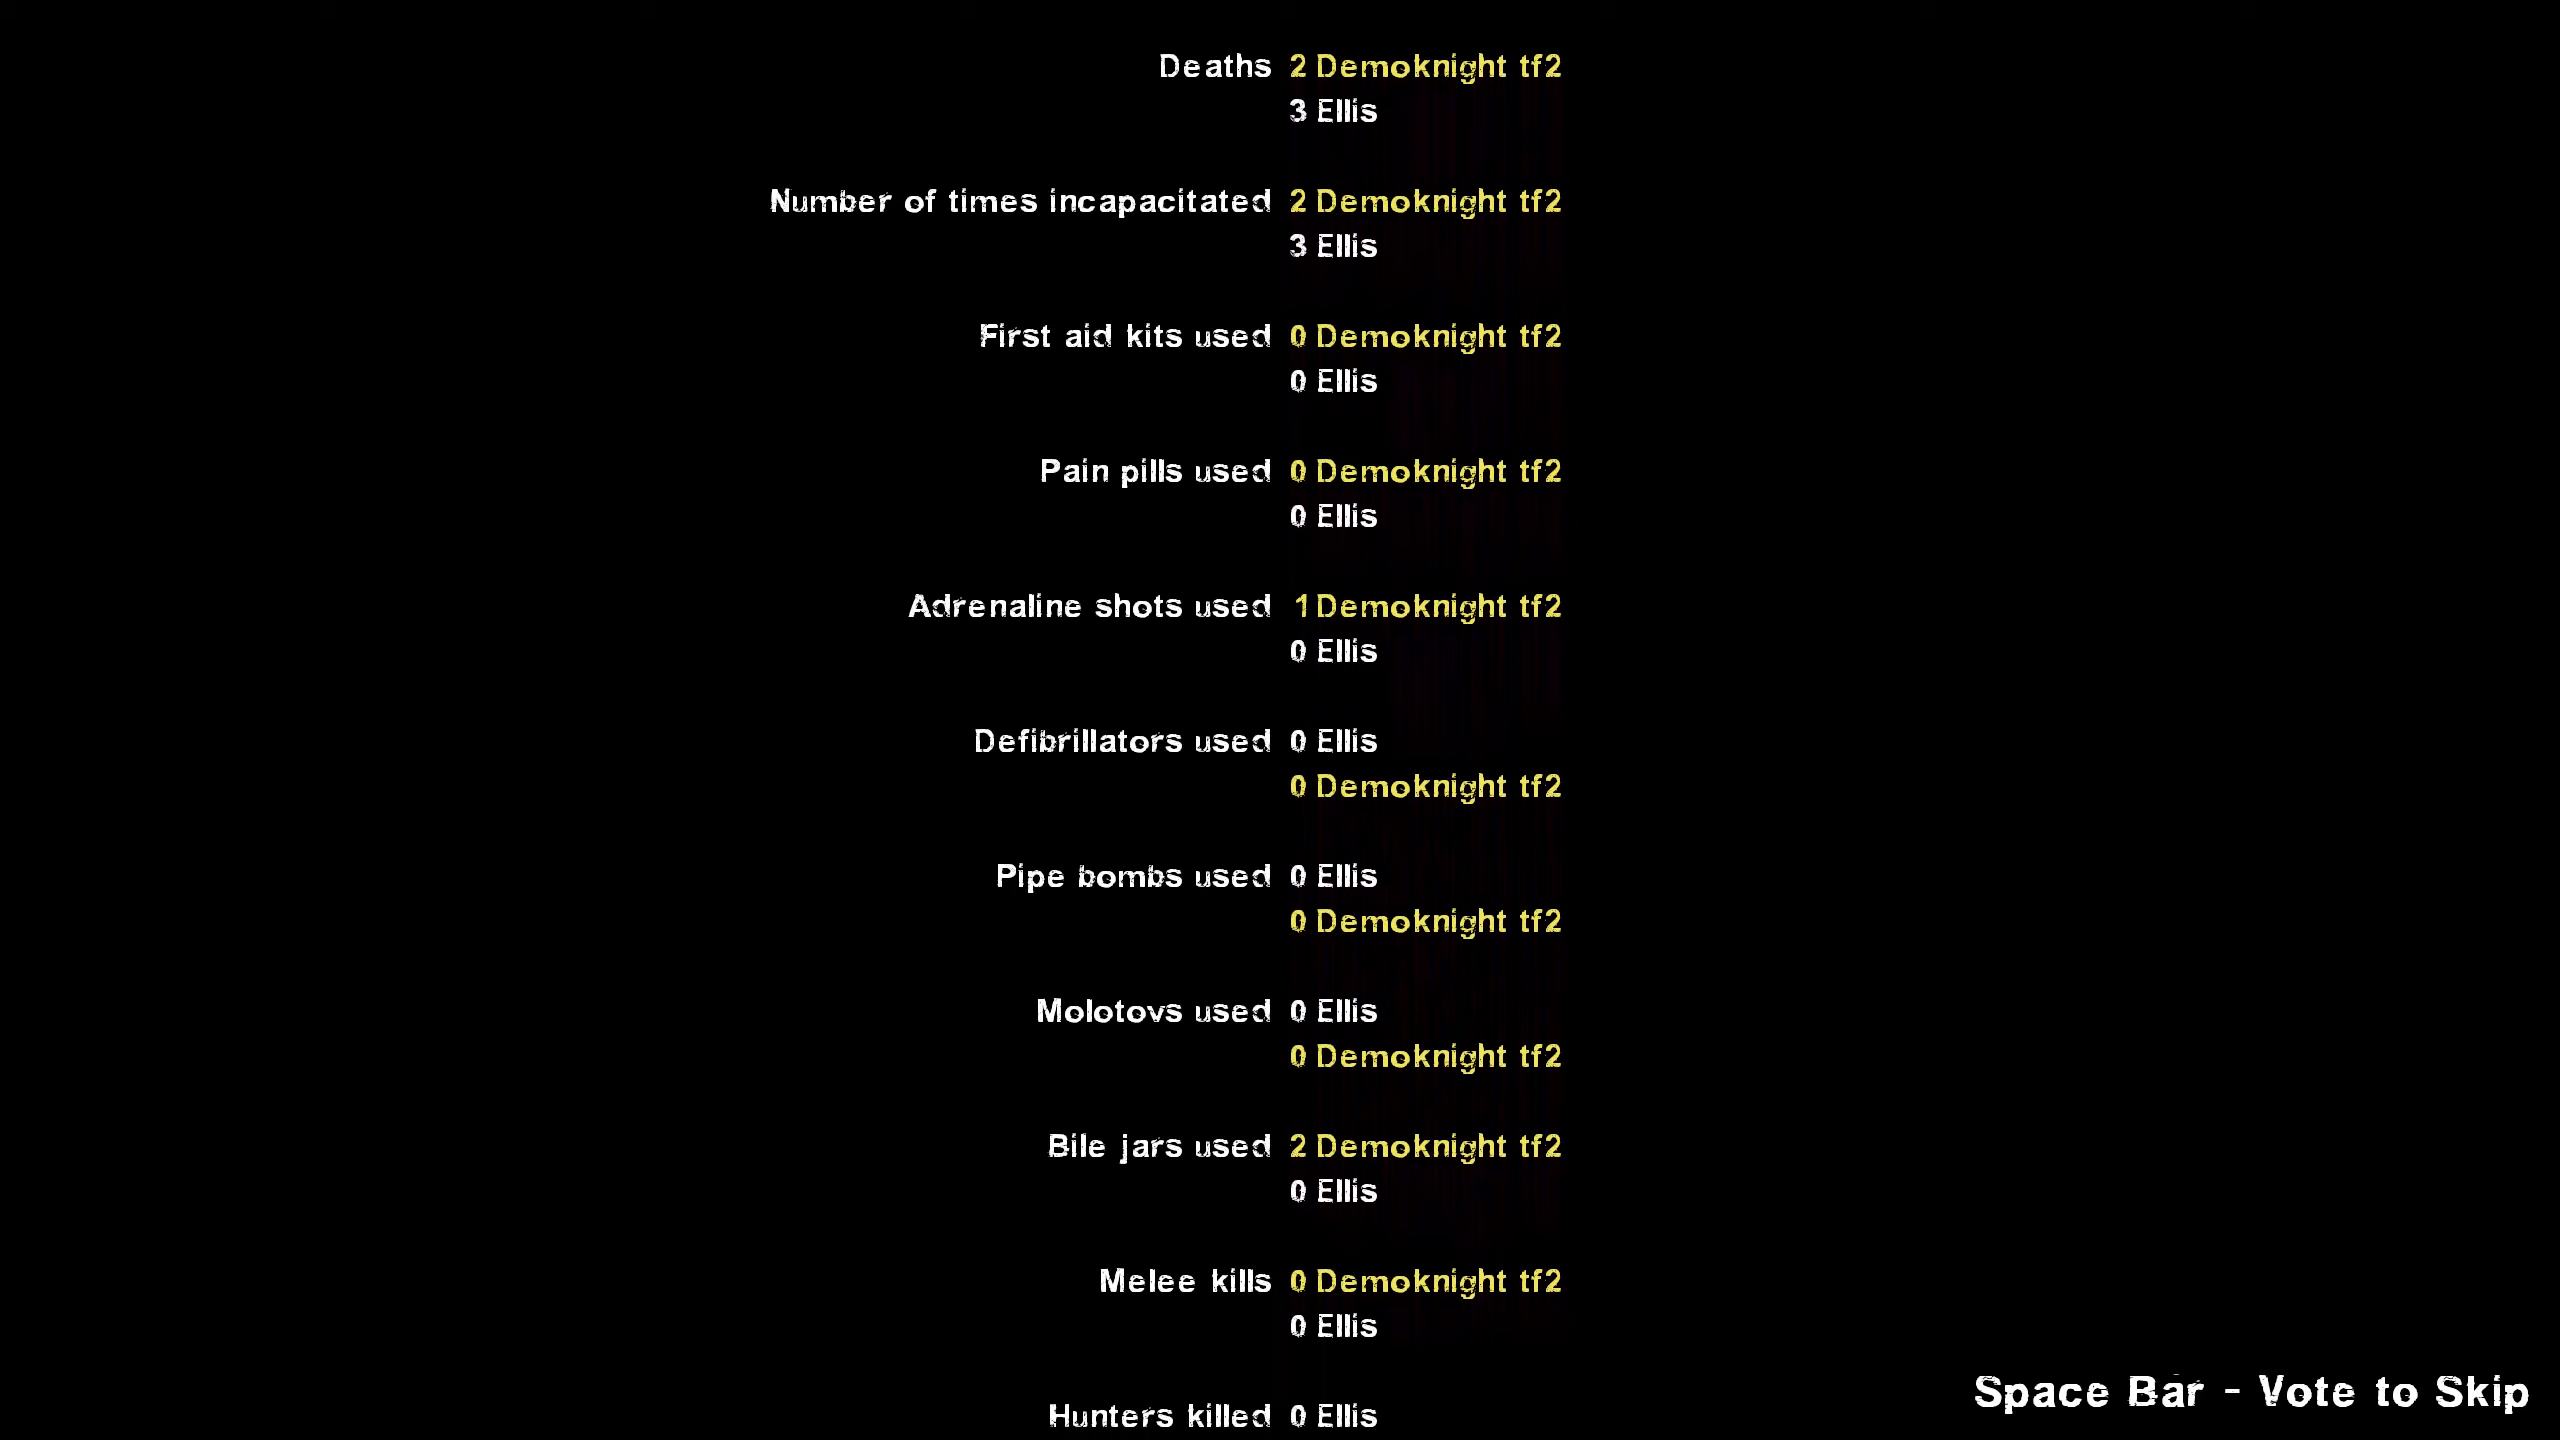 Deaths 2 Demoknight tf2
3 Ellis
Number of times incapacitated 2 Demoknight tf2
3 Ellis
First aid kits used 0 Demoknight tf2
0 Ellis
Pain pills used 0 Demoknight tf2
0 Ellis
Adrenaline shots used 1 Demoknight tf2
0 Ellis
Defibrillators used 0 Ellis
0 Demoknight tf2
Pipe bombs used 0 Ellis
0 Demoknight tf2
Molotovs used 0 Ellis
0 Demoknight tf2
Bile jars used 2 Demoknight tf2
0 Ellis
Melee kills 0 Demoknight tf2
0 Ellis
Hunters killed 0 Ellis
Space Bar - Vote to Skip